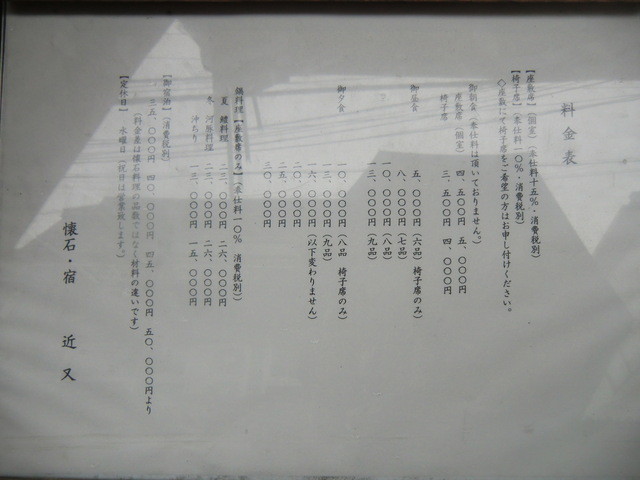 料金表
【座敷席】(個室)(奉仕料十五%・消費税別)
【椅子席】(奉仕料一〇%・消費税別)
◇座敷にて椅子席をご希望の方はお申し付けください。
御朝食(奉仕料は頂いておりません。)
座敷席(個室) 四、五〇〇円 五、〇〇〇円
椅子席 三、五〇〇円 四、〇〇〇円
御昼食
五、〇〇〇円(六品 椅子席のみ)
八、〇〇〇円(七品)
一〇、〇〇〇円(八品)
一三、〇〇〇円(九品)
御夕食
一〇、〇〇〇円(八品 椅子席のみ)
一三、〇〇〇円(九品)
一六、〇〇〇円(以下変わりません)
二〇、〇〇〇円
二五、〇〇〇円
三〇、〇〇〇円
鍋料理【座敷席のみ】(奉仕料一〇% 消費税別)
夏 鱧料理 二三、〇〇〇円 二六、〇〇〇円
冬 河豚料理 二三、〇〇〇円 二六、〇〇〇円
沖すり 一三、〇〇〇円 一五、〇〇〇円
【御宿泊】(消費税別)
三五、〇〇〇円 四〇、〇〇〇円 四五、〇〇〇円 五〇、〇〇〇円より
(料金差は懐石料理の品数ではなく材料の違いです)
【定休日】 水曜日(祝日は営業致します。)
懐石・宿 近又